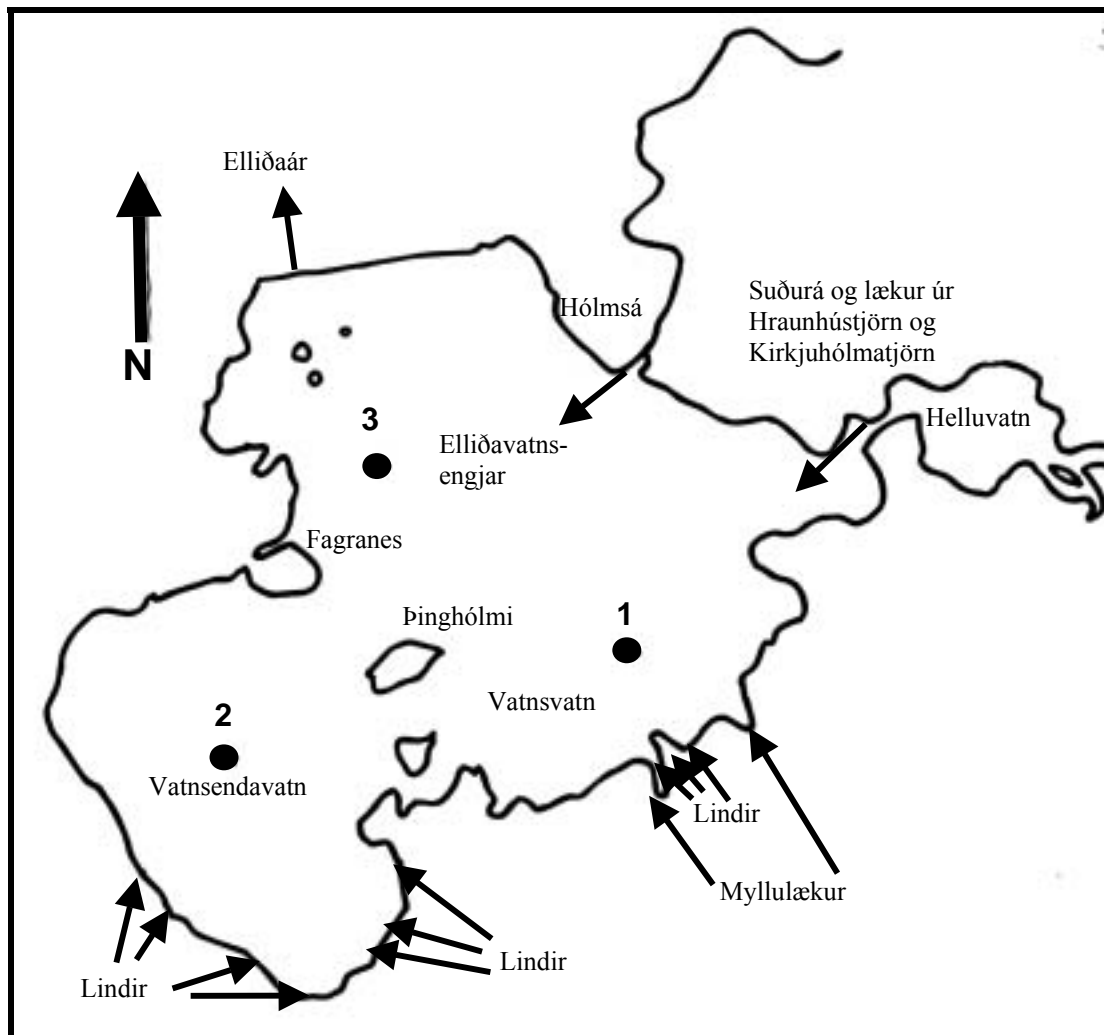 Elliðaár
N
Hólmsá
Suðurá og lækur úr
Hraunhústjörn og
Kirkjuhólmatjörn
Helluvatn
3
Elliðavatns-
engjar
Fagranes
Þinghólmi
1
Vatnsvatn
2
Vatnsendavatn
Lindir
Myllulækur
Lindir
Lindir